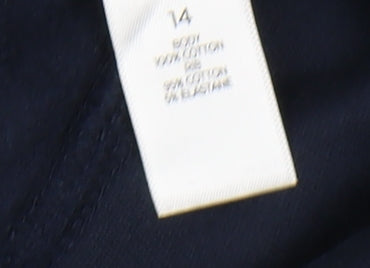 14
BODY
100% COTTON
RIB
95% COTTON
5% ELASTANE